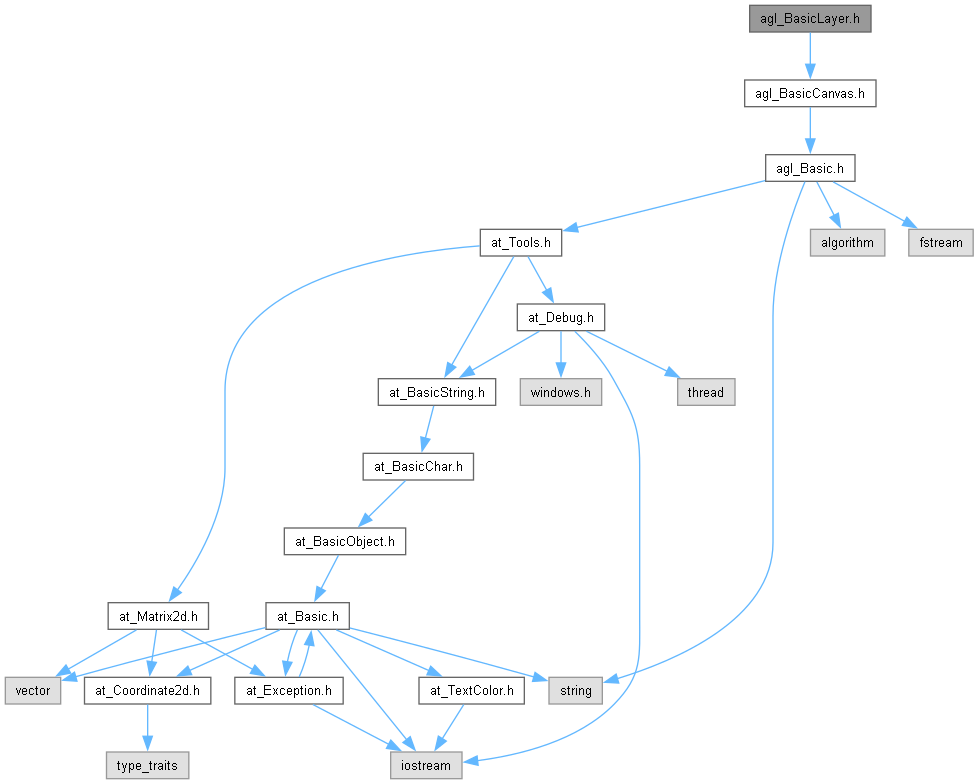 agl_BasicLayer.h
agl_BasicCanvas.h
agl_Basic.h
at_Tools.h
algorithm
fstream
at_Debug.h
at_BasicString.h
windows.h
thread
at_BasicChar.h
at_BasicObject.h
at_Matrix2d.h
at_Basic.h
vector
at_Coordinate2d.h
at_Exception.h
at_TextColor.h
string
type_traits
iostream